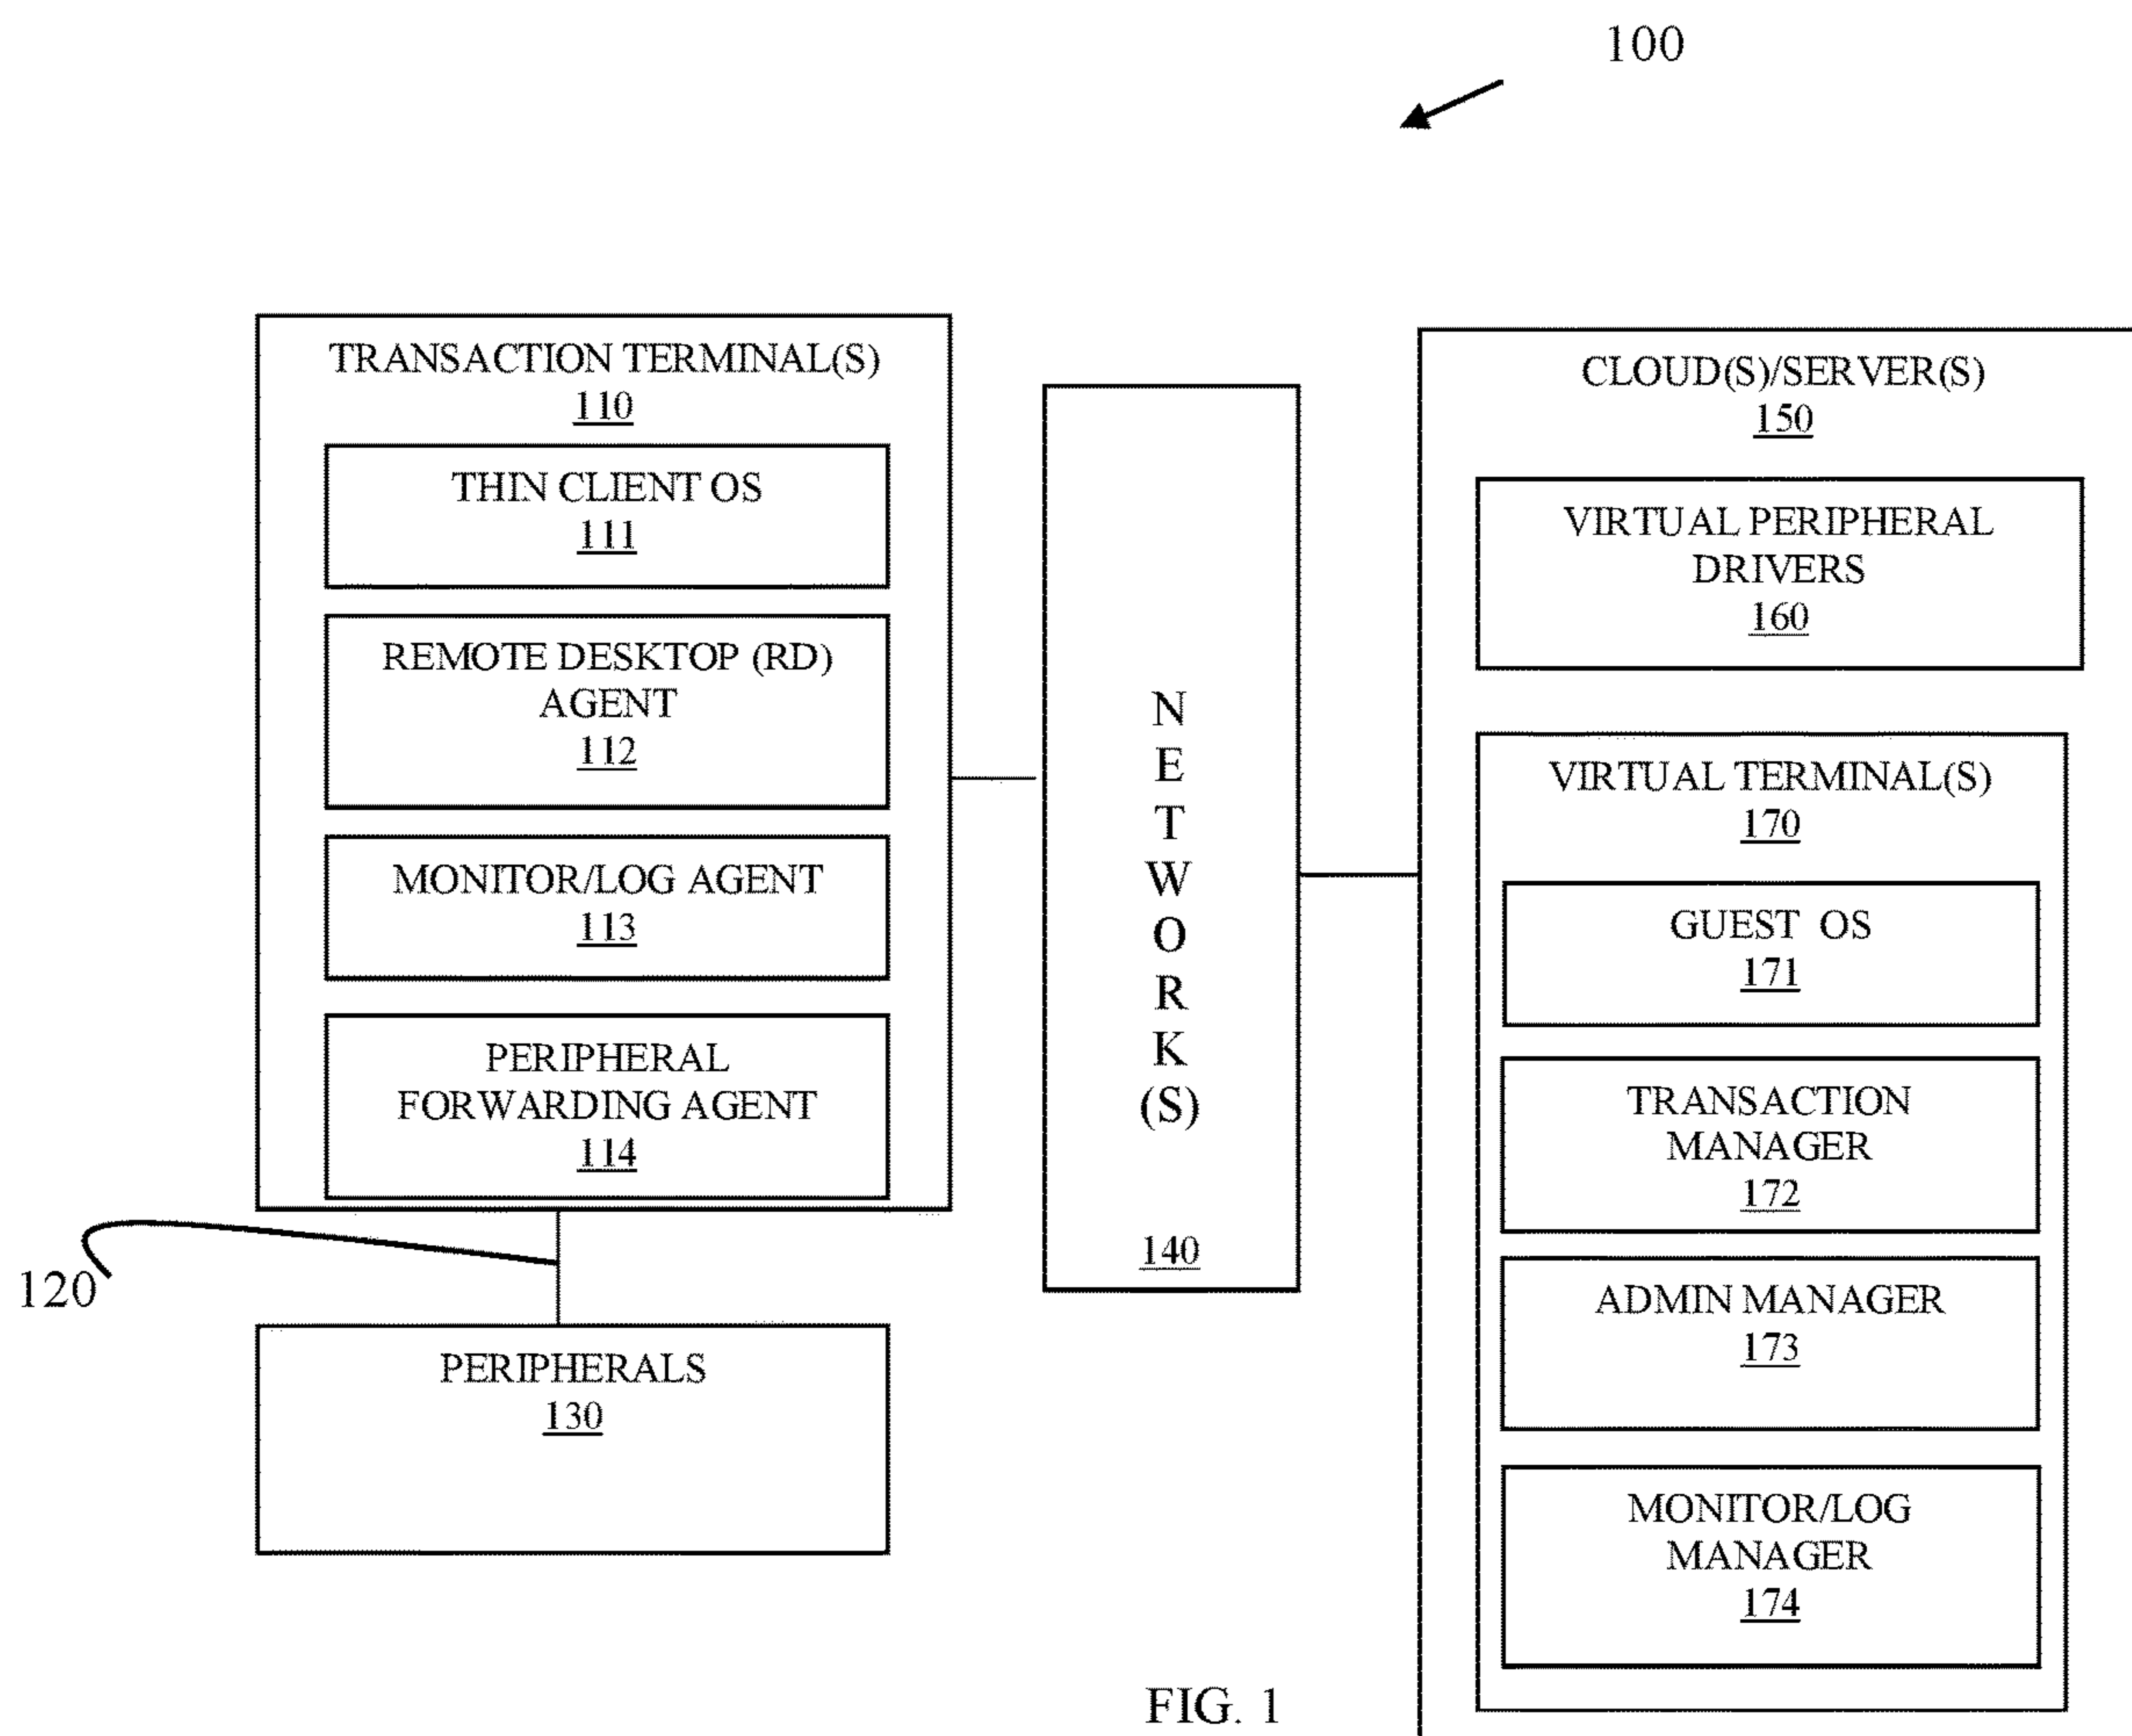 100
TRANSACTION TERMINAL(S)
110
THIN CLIENT OS
111
REMOTE DESKTOP (RD)
AGENT
112
MONITOR/LOG AGENT
113
PERIPHERAL
FORWARDING AGENT
114
120
PERIPHERALS
130
N
E
T
W
O
R
K
(S)
140
CLOUD(S)/SERVER(S)
150
VIRTUAL PERIPHERAL
DRIVERS
160
VIRTUAL TERMINAL(S)
170
GUEST OS
171
TRANSACTION
MANAGER
172
ADMIN MANAGER
173
MONITOR/LOG
MANAGER
174
FIG. 1